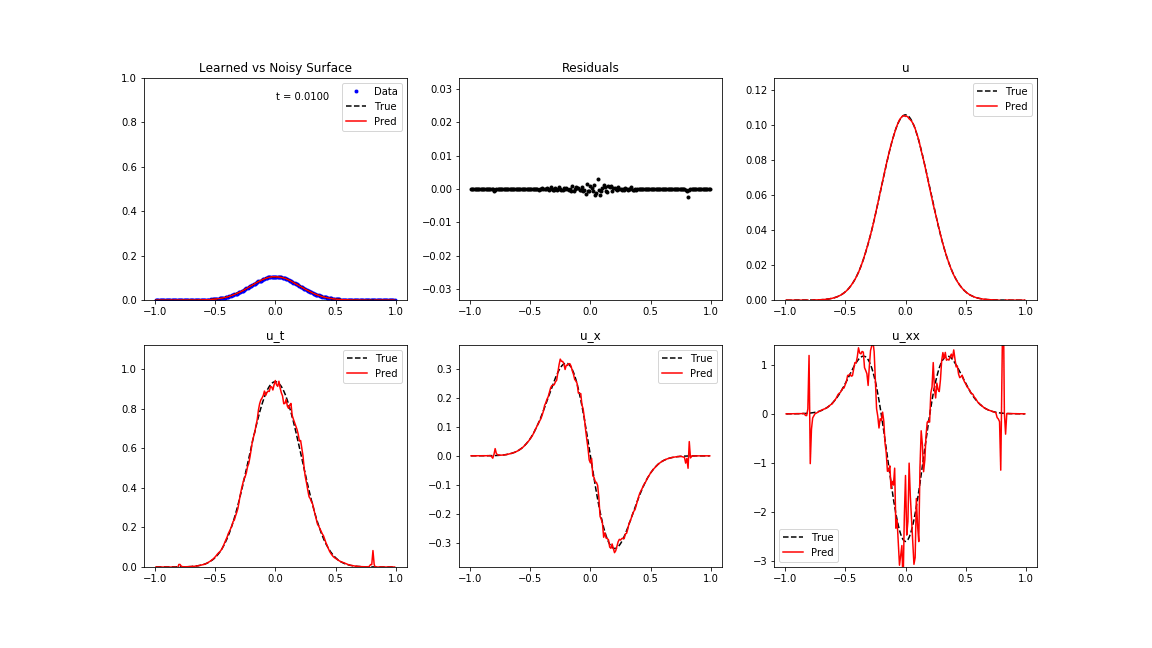 Learned vs Noisy Surface
1.0
0.8
0.6
0.4
0.2
0.0
−1.0 −0.5 0.0 0.5 1.0
t = 0.0100
Data
True
Pred
Residuals
0.03
0.02
0.01
0.00
−0.01
−0.02
−0.03
−1.0 −0.5 0.0 0.5 1.0
u
0.12
0.10
0.08
0.06
0.04
0.02
0.00
−1.0 −0.5 0.0 0.5 1.0
True
Pred
u_t
1.0
0.8
0.6
0.4
0.2
0.0
−1.0 −0.5 0.0 0.5 1.0
True
Pred
u_x
0.3
0.2
0.1
0.0
−0.1
−0.2
−0.3
−1.0 −0.5 0.0 0.5 1.0
True
Pred
u_xx
1
0
−1
−2
−3
−1.0 −0.5 0.0 0.5 1.0
True
Pred